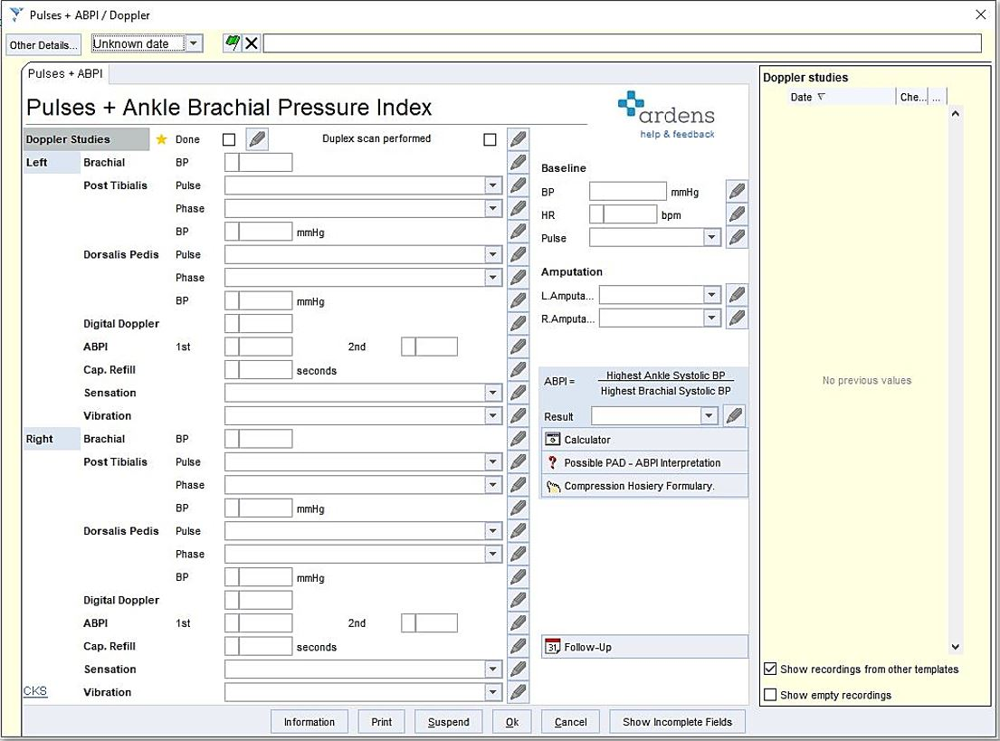 Pulses + ABPI / Doppler
Other Details... Unknown date
Pulses + ABPI
Pulses + Ankle Brachial Pressure Index
ardens
help & feedback
Doppler Studies Done Duplex scan performed
Left Brachial BP
Post Tibialis Pulse
Phase
BP mmHg
Dorsalis Pedis Pulse
Phase
BP mmHg
Digital Doppler
ABPI 1st 2nd
Cap. Refill seconds
Sensation
Vibration
Right Brachial BP
Post Tibialis Pulse
Phase
BP mmHg
Dorsalis Pedis Pulse
Phase
BP mmHg
Digital Doppler
ABPI 1st 2nd
Cap. Refill seconds
Sensation
CKS Vibration
Baseline
BP mmHg
HR bpm
Pulse
Amputation
L.Amputa...
R.Amputa...
ABPI = Highest Ankle Systolic BP
Highest Brachial Systolic BP
Result
Calculator
? Possible PAD - ABPI Interpretation
Compression Hosiery Formulary.
31 Follow-Up
Doppler studies
Date Che... ...
No previous values
Show recordings from other templates
Show empty recordings
Information Print Suspend Ok Cancel Show Incomplete Fields